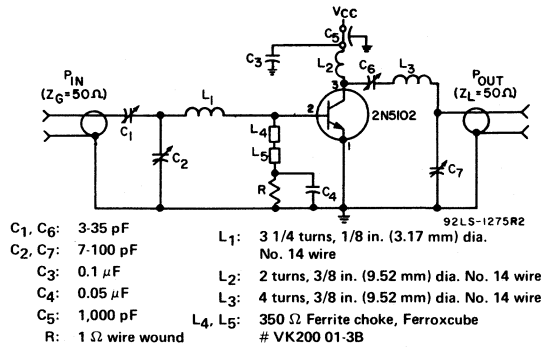 VCC
C5
C3
L2
C6
L3
PIN
(ZG=50Ω)
L1
3
POUT
(ZL=50Ω)
2
2N5102
C1
L4
L5
1
C2
R
C4
C7
92LS-1275R2
C1, C6: 3-35 pF
C2, C7: 7-100 pF
C3: 0.1 μF
C4: 0.05 μF
C5: 1,000 pF
R: 1 Ω wire wound
L1: 3 1/4 turns, 1/8 in. (3.17 mm) dia.
No. 14 wire
L2: 2 turns, 3/8 in. (9.52 mm) dia. No. 14 wire
L3: 4 turns, 3/8 in. (9.52 mm) dia. No. 14 wire
L4, L5: 350 Ω Ferrite choke, Ferroxcube
# VK200 01-3B